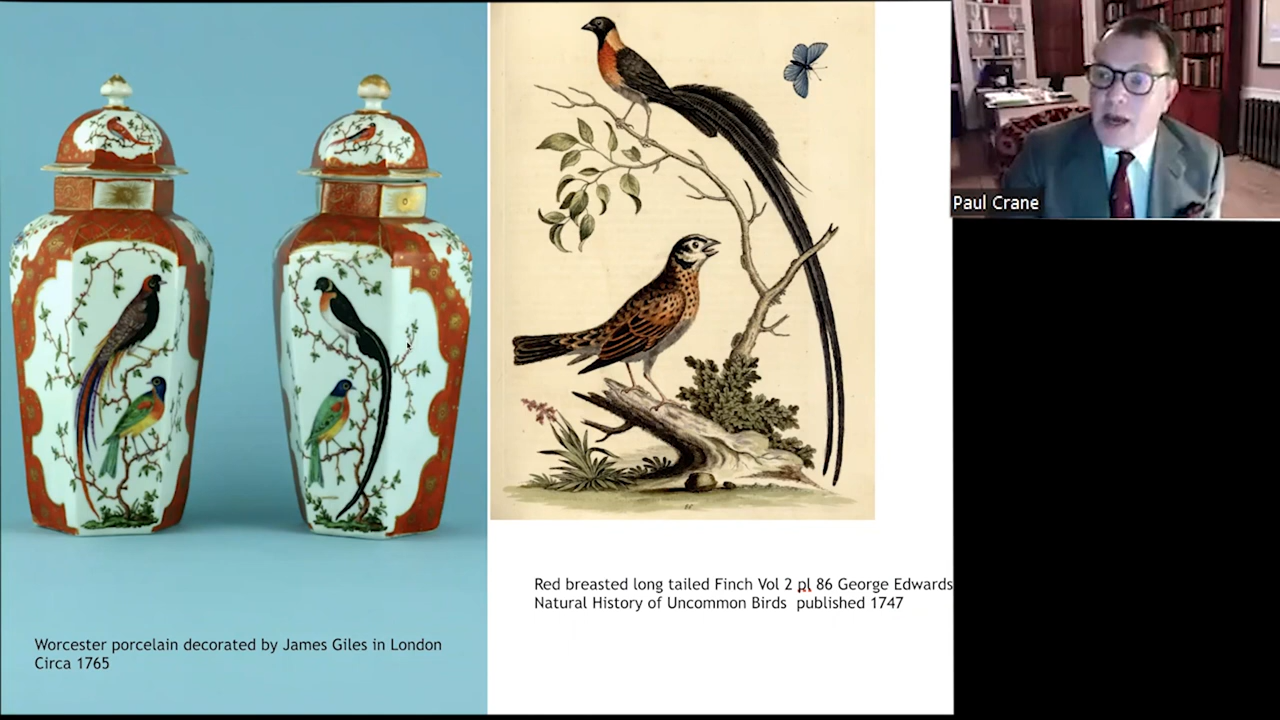 Paul Crane
Red breasted long tailed Finch Vol 2 pl 86 George Edwards
Natural History of Uncommon Birds  published 1747
Worcester porcelain decorated by James Giles in London
Circa 1765